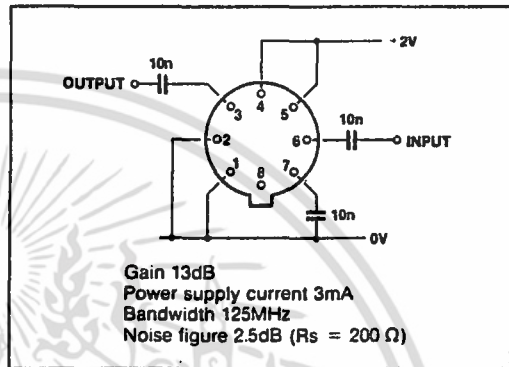 10n
+2V
OUTPUT
3
4
5
10n
2
6
INPUT
1
8
7
10n
0V
Gain 13dB
Power supply current 3mA
Bandwidth 125MHz
Noise figure 2.5dB (Rs = 200 Ω)